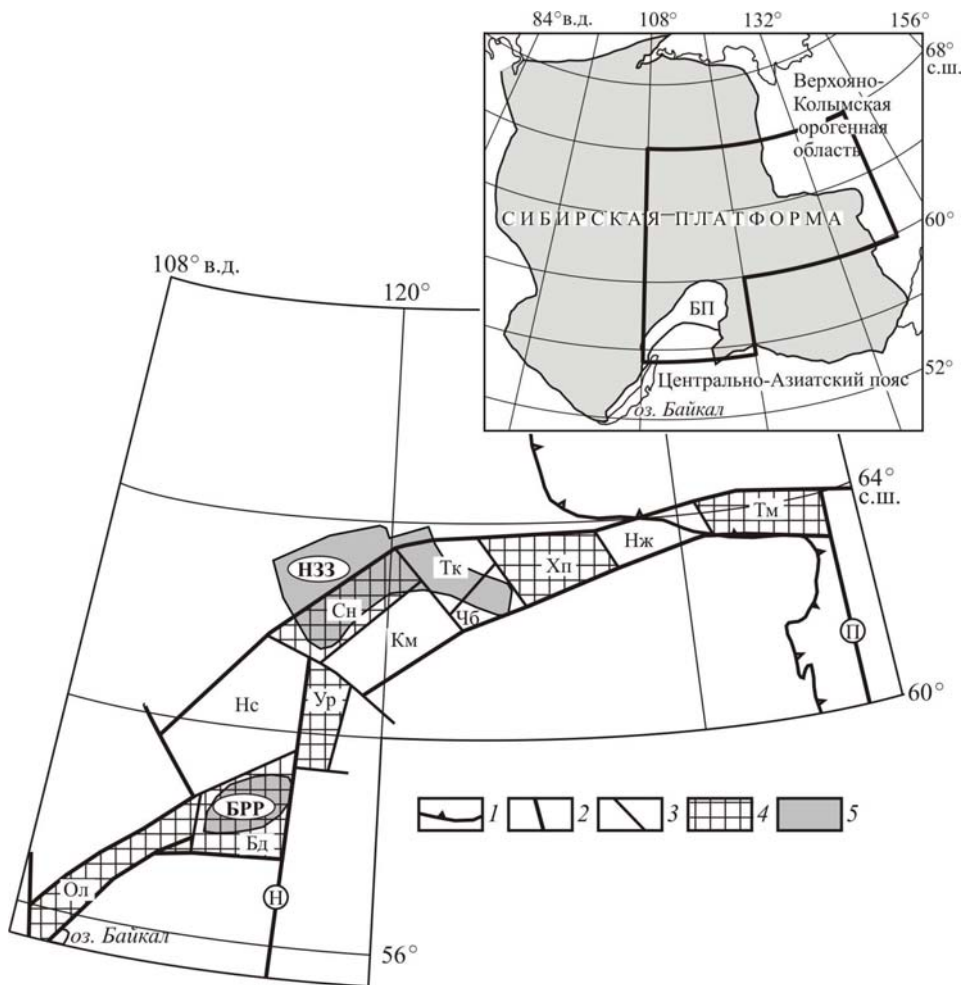 84° в.д.
108°
132°
156°
68°
с.ш.
Верхояно-
Колымская
орогенная
область
СИБИРСКАЯ ПЛАТФОРМА
60°
БП
52°
Центрально-Азиатский пояс
оз. Байкал
108° в.д.
120°
64°
с.ш.
Тм
Нж
Хп
Тк
НЗЗ
Сн
Чб
Км
П
60°
Нс
Ур
БРР
Бд
1
2
3
4
5
Ол
Н
оз. Байкал
56°